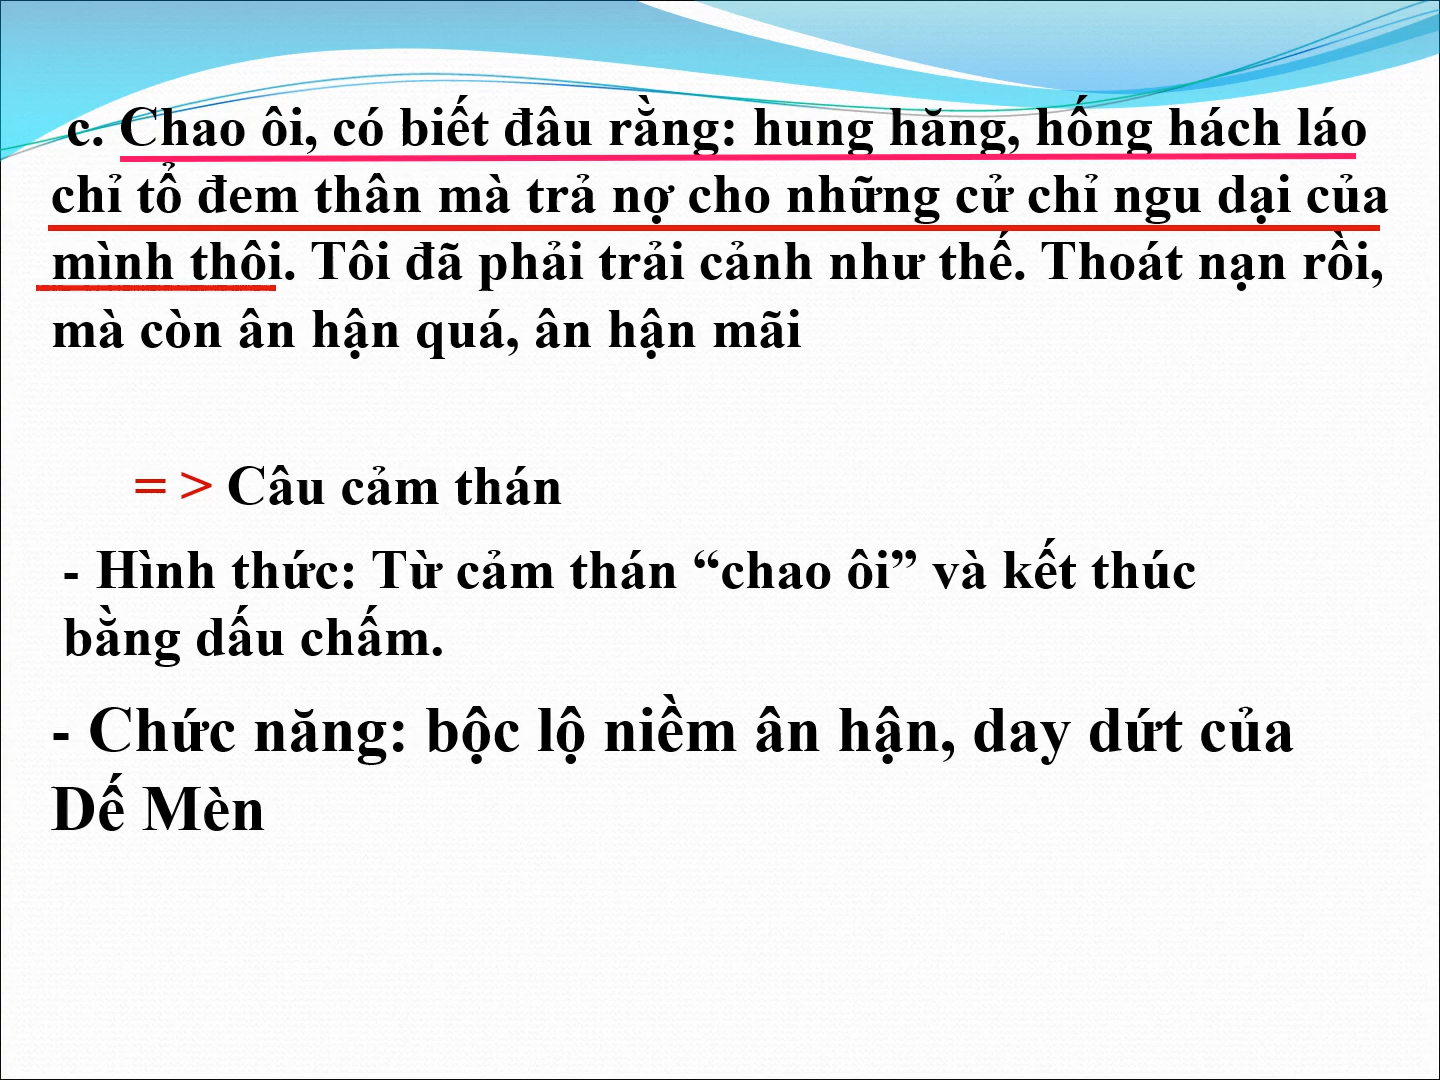 c. Chao ôi, có biết đâu rằng: hung hăng, hống hách láo
chỉ tổ đem thân mà trả nợ cho những cử chỉ ngu dại của
mình thôi. Tôi đã phải trải cảnh như thế. Thoát nạn rồi,
mà còn ân hận quá, ân hận mãi
= > Câu cảm thán
- Hình thức: Từ cảm thán “chao ôi” và kết thúc
bằng dấu chấm.
- Chức năng: bộc lộ niềm ân hận, day dứt của
Dế Mèn